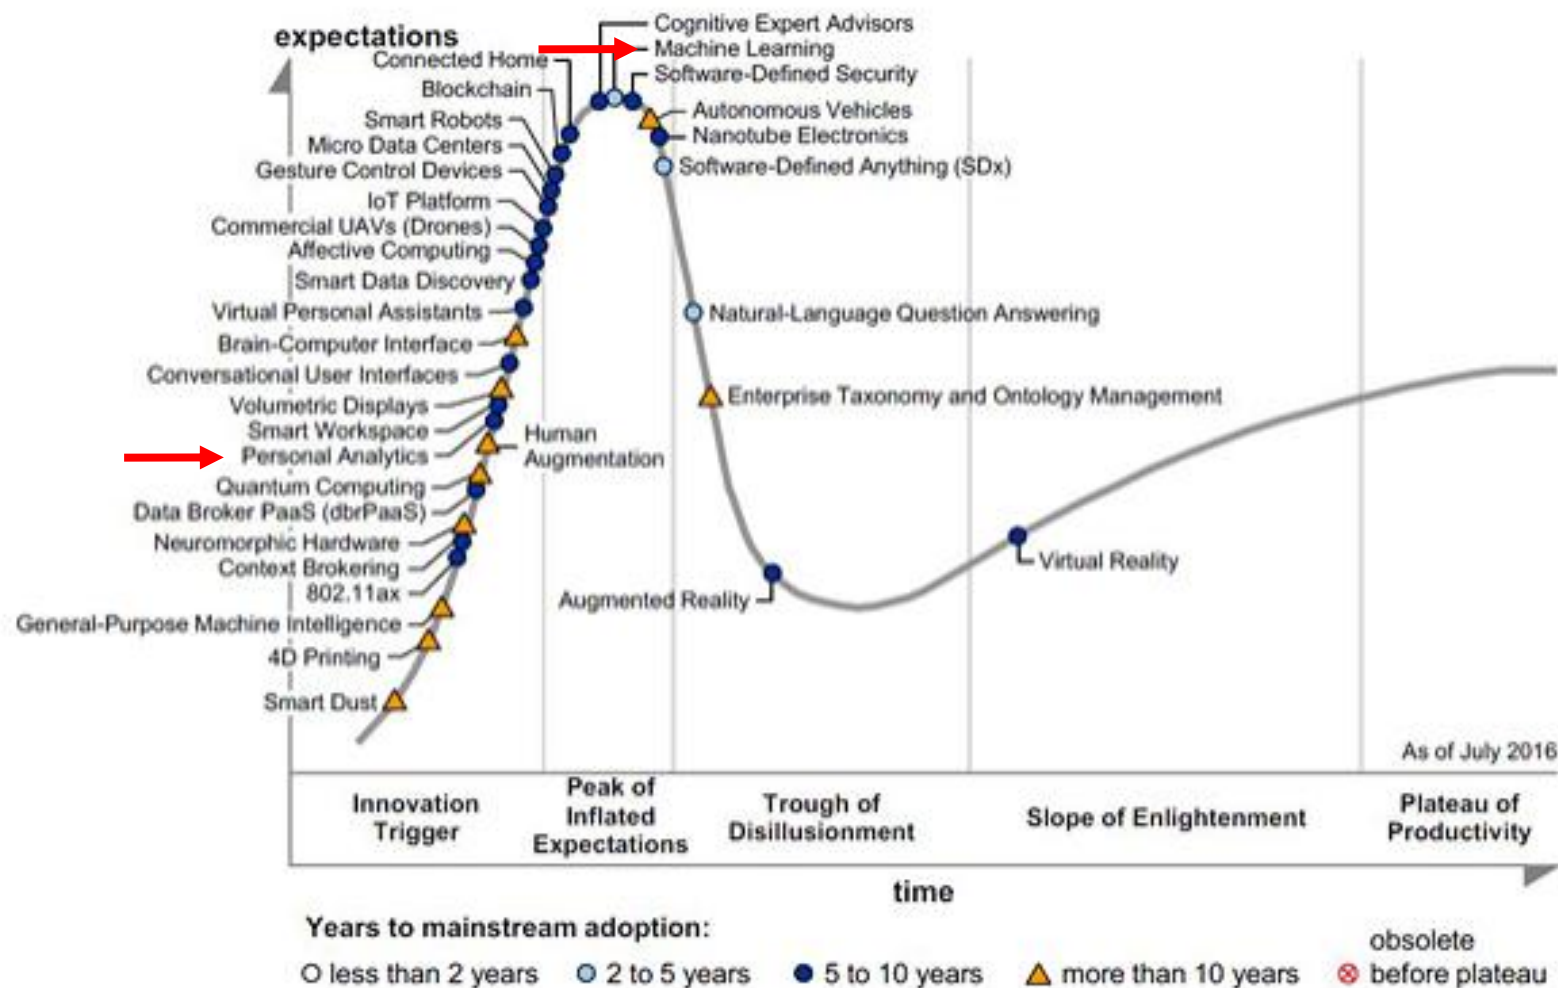 expectations
Cognitive Expert Advisors
Machine Learning
Connected Home
Software-Defined Security
Blockchain
Autonomous Vehicles
Smart Robots
Nanotube Electronics
Micro Data Centers
Software-Defined Anything (SDx)
Gesture Control Devices
IoT Platform
Commercial UAVs (Drones)
Affective Computing
Smart Data Discovery
Virtual Personal Assistants
Natural-Language Question Answering
Brain-Computer Interface
Conversational User Interfaces
Enterprise Taxonomy and Ontology Management
Volumetric Displays
Smart Workspace
Human
Augmentation
Personal Analytics
Quantum Computing
Data Broker PaaS (dbrPaaS)
Neuromorphic Hardware
Context Brokering
802.11ax
Virtual Reality
Augmented Reality
General-Purpose Machine Intelligence
4D Printing
Smart Dust
As of July 2016
Innovation
Trigger
Peak of
Inflated
Expectations
Trough of
Disillusionment
Slope of Enlightenment
Plateau of
Productivity
time
Years to mainstream adoption:
less than 2 years
2 to 5 years
5 to 10 years
more than 10 years
obsolete
before plateau